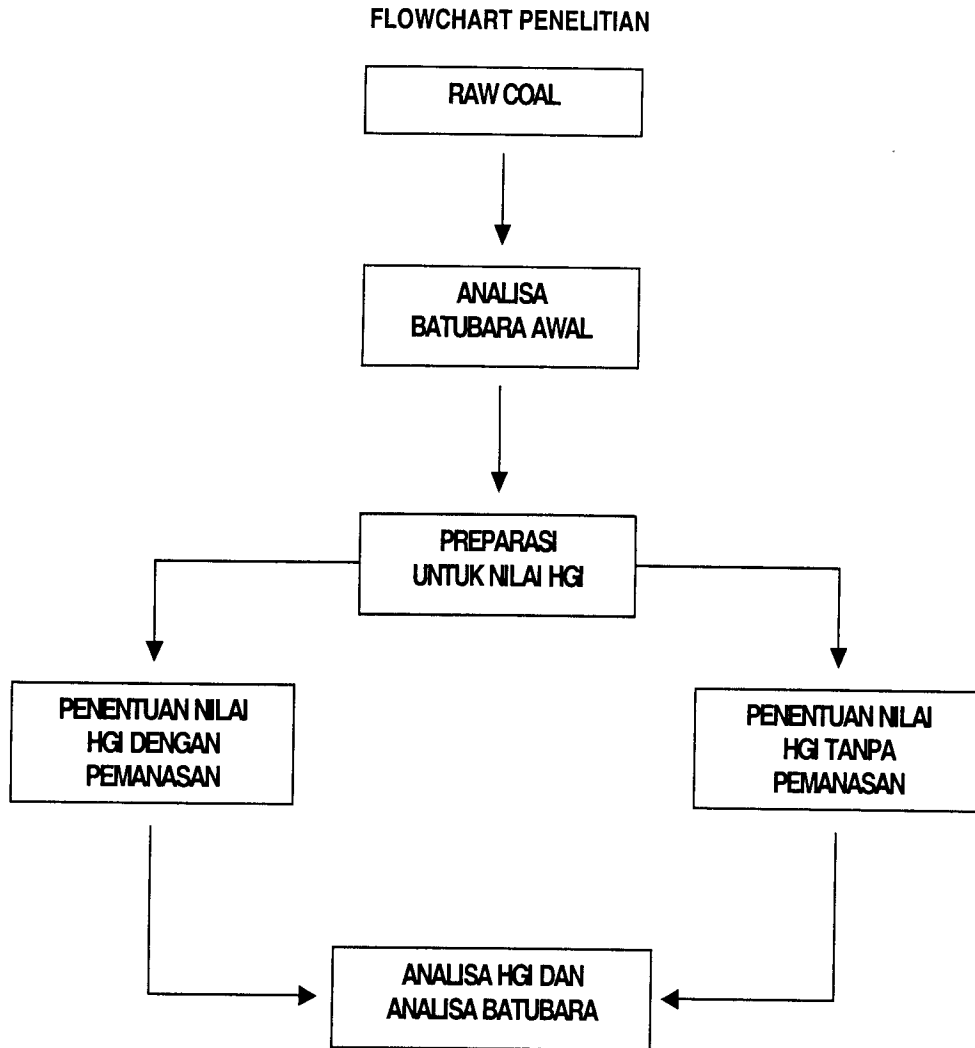 FLOWCHART PENELITIAN
RAW COAL
ANALISA
BATUBARA AWAL
PREPARASI
UNTUK NILAI HGI
PENENTUAN NILAI
HGI DENGAN
PEMANASAN
PENENTUAN NILAI
HGI TANPA
PEMANASAN
ANALISA HGI DAN
ANALISA BATUBARA